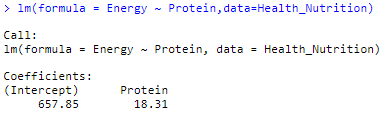 > lm(formula = Energy ~ Protein,data=Health_Nutrition)
Call:
lm(formula = Energy ~ Protein, data = Health_Nutrition)
Coefficients:
(Intercept) Protein
657.85 18.31